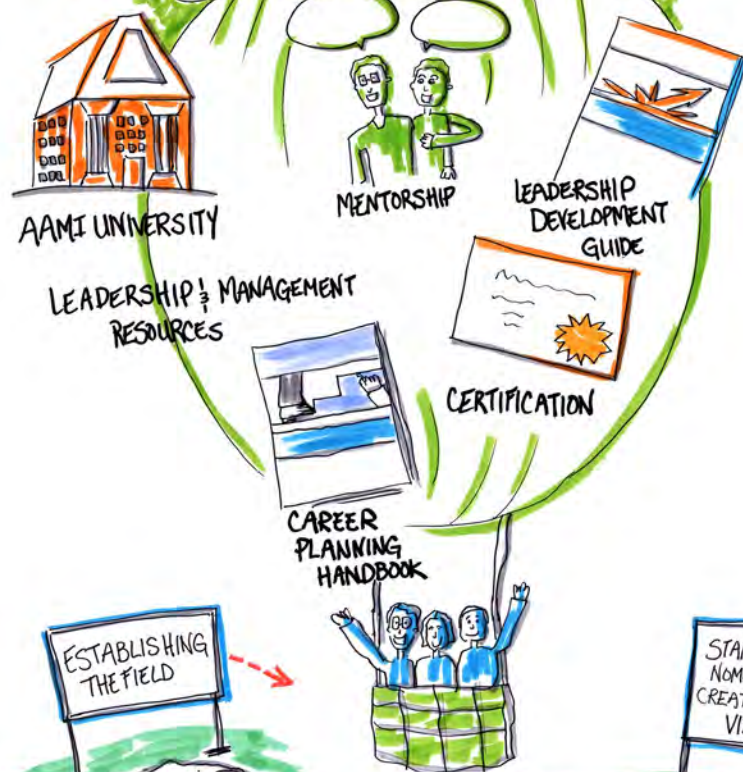 MENTORSHIP
AAMI UNIVERSITY
LEADERSHIP
DEVELOPMENT
GUIDE
LEADERSHIP & MANAGEMENT
RESOURCES
CERTIFICATION
CAREER
PLANNING
HANDBOOK
ESTABLISHING
THE FIELD